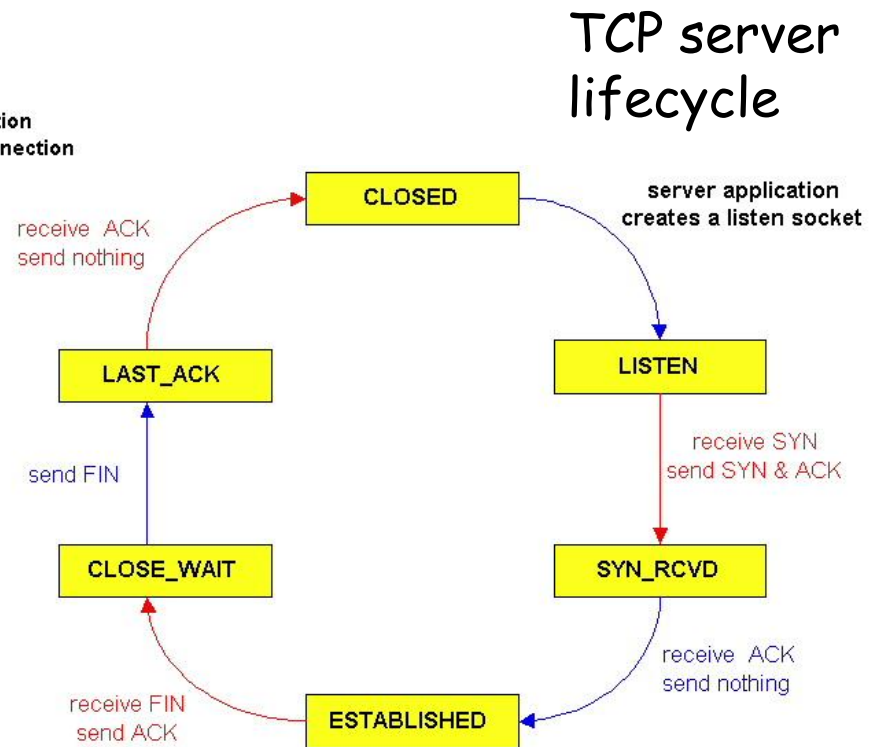 TCP server
lifecycle
nection
CLOSED
server application
creates a listen socket
receive ACK
send nothing
LISTEN
LAST_ACK
receive SYN
send SYN & ACK
send FIN
CLOSE_WAIT
SYN_RCVD
receive ACK
send nothing
receive FIN
send ACK
ESTABLISHED